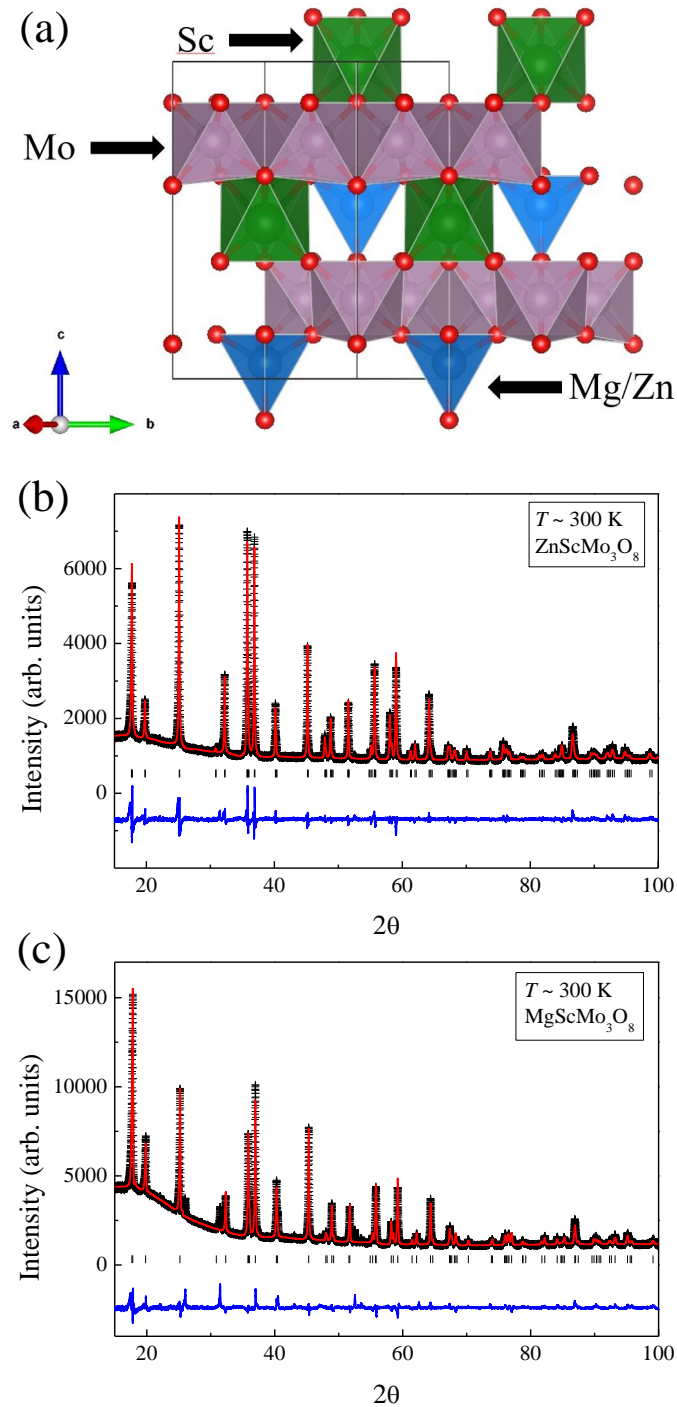 (a)
Sc
Mo
Mg/Zn
c
a
b
(b)
T ~ 300 K
ZnScMo₃O₈
6000
4000
2000
0
Intensity (arb. units)
20 40 60 80 100
2θ
(c)
T ~ 300 K
MgScMo₃O₈
15000
10000
5000
0
Intensity (arb. units)
20 40 60 80 100
2θ